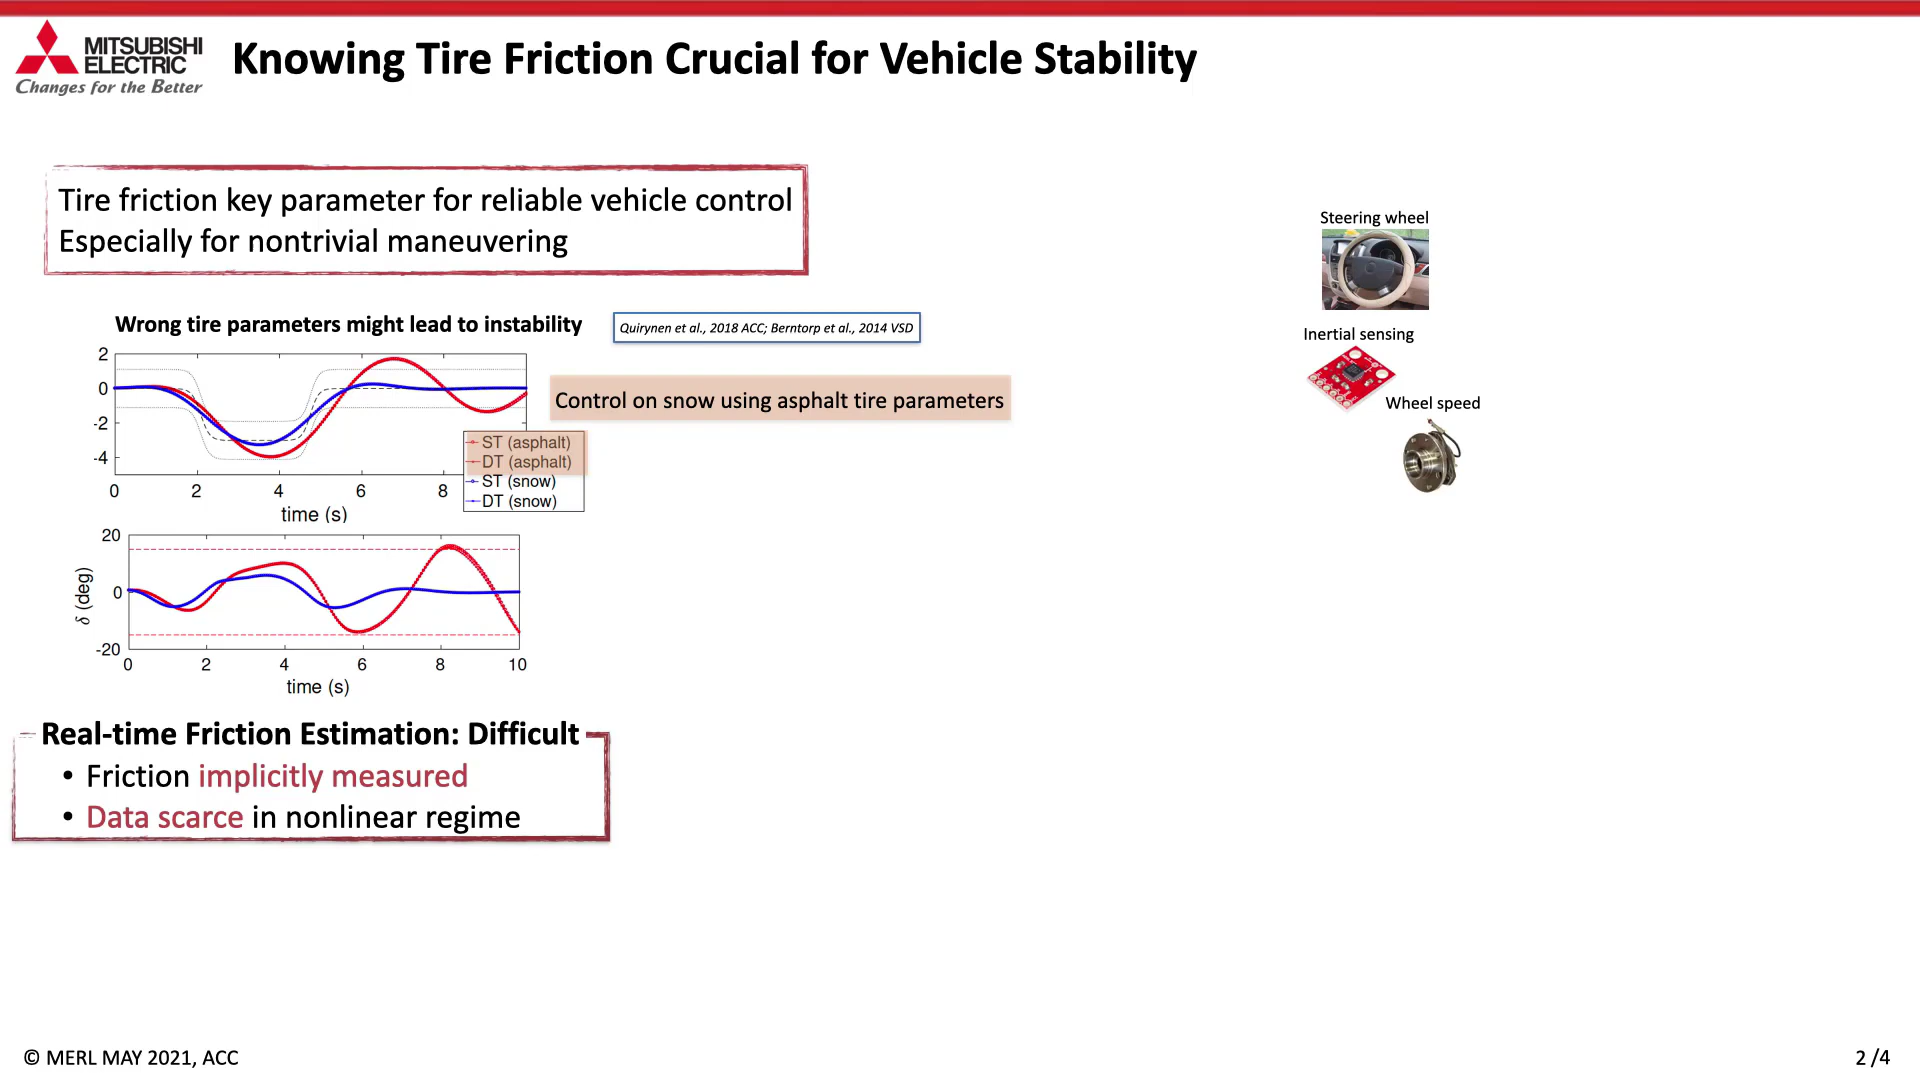 MITSUBISHI
ELECTRIC
Changes for the Better
Knowing Tire Friction Crucial for Vehicle Stability
Tire friction key parameter for reliable vehicle control
Especially for nontrivial maneuvering
Wrong tire parameters might lead to instability
Quirynen et al., 2018 ACC; Berntorp et al., 2014 VSD
Control on snow using asphalt tire parameters
2
0
-2
-4
0 2 4 6 8
time (s)
ST (asphalt)
DT (asphalt)
ST (snow)
DT (snow)
20
0
-20
δ (deg)
0 2 4 6 8 10
time (s)
Real-time Friction Estimation: Difficult
• Friction implicitly measured
• Data scarce in nonlinear regime
Steering wheel
Inertial sensing
Wheel speed
© MERL MAY 2021, ACC
2 /4